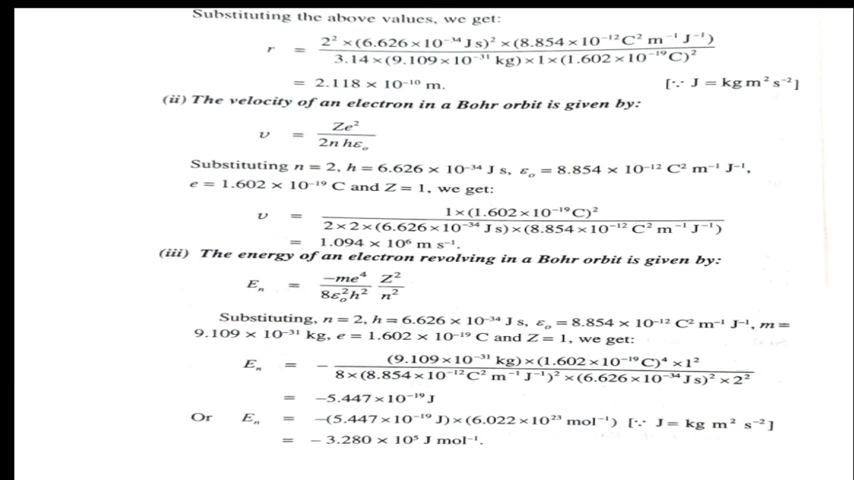 Substituting the above values, we get:
r = 2² × (6.626 × 10⁻³⁴ J s)² × (8.854 × 10⁻¹² C² m⁻¹ J⁻¹) / 3.14 × (9.109 × 10⁻³¹ kg) × 1 × (1.602 × 10⁻¹⁹ C)²
= 2.118 × 10⁻¹⁰ m. [∵ J = kg m² s⁻²]
(ii) The velocity of an electron in a Bohr orbit is given by:
υ = Ze² / 2n hε₀
Substituting n = 2, h = 6.626 × 10⁻³⁴ J s, ε₀ = 8.854 × 10⁻¹² C² m⁻¹ J⁻¹,
e = 1.602 × 10⁻¹⁹ C and Z = 1, we get:
υ = 1 × (1.602 × 10⁻¹⁹ C)² / 2 × 2 × (6.626 × 10⁻³⁴ J s) × (8.854 × 10⁻¹² C² m⁻¹ J⁻¹)
= 1.094 × 10⁶ m s⁻¹.
(iii) The energy of an electron revolving in a Bohr orbit is given by:
Eₙ = −me⁴ / 8ε₀²h² Z² / n²
Substituting, n = 2, h = 6.626 × 10⁻³⁴ J s, ε₀ = 8.854 × 10⁻¹² C² m⁻¹ J⁻¹, m =
9.109 × 10⁻³¹ kg, e = 1.602 × 10⁻¹⁹ C and Z = 1, we get:
Eₙ = − (9.109 × 10⁻³¹ kg) × (1.602 × 10⁻¹⁹ C)⁴ × 1² / 8 × (8.854 × 10⁻¹² C² m⁻¹ J⁻¹)² × (6.626 × 10⁻³⁴ J s)² × 2²
= −5.447 × 10⁻¹⁹ J
Or Eₙ = −(5.447 × 10⁻¹⁹ J) × (6.022 × 10²³ mol⁻¹) [∵ J = kg m² s⁻²]
= − 3.280 × 10⁵ J mol⁻¹.